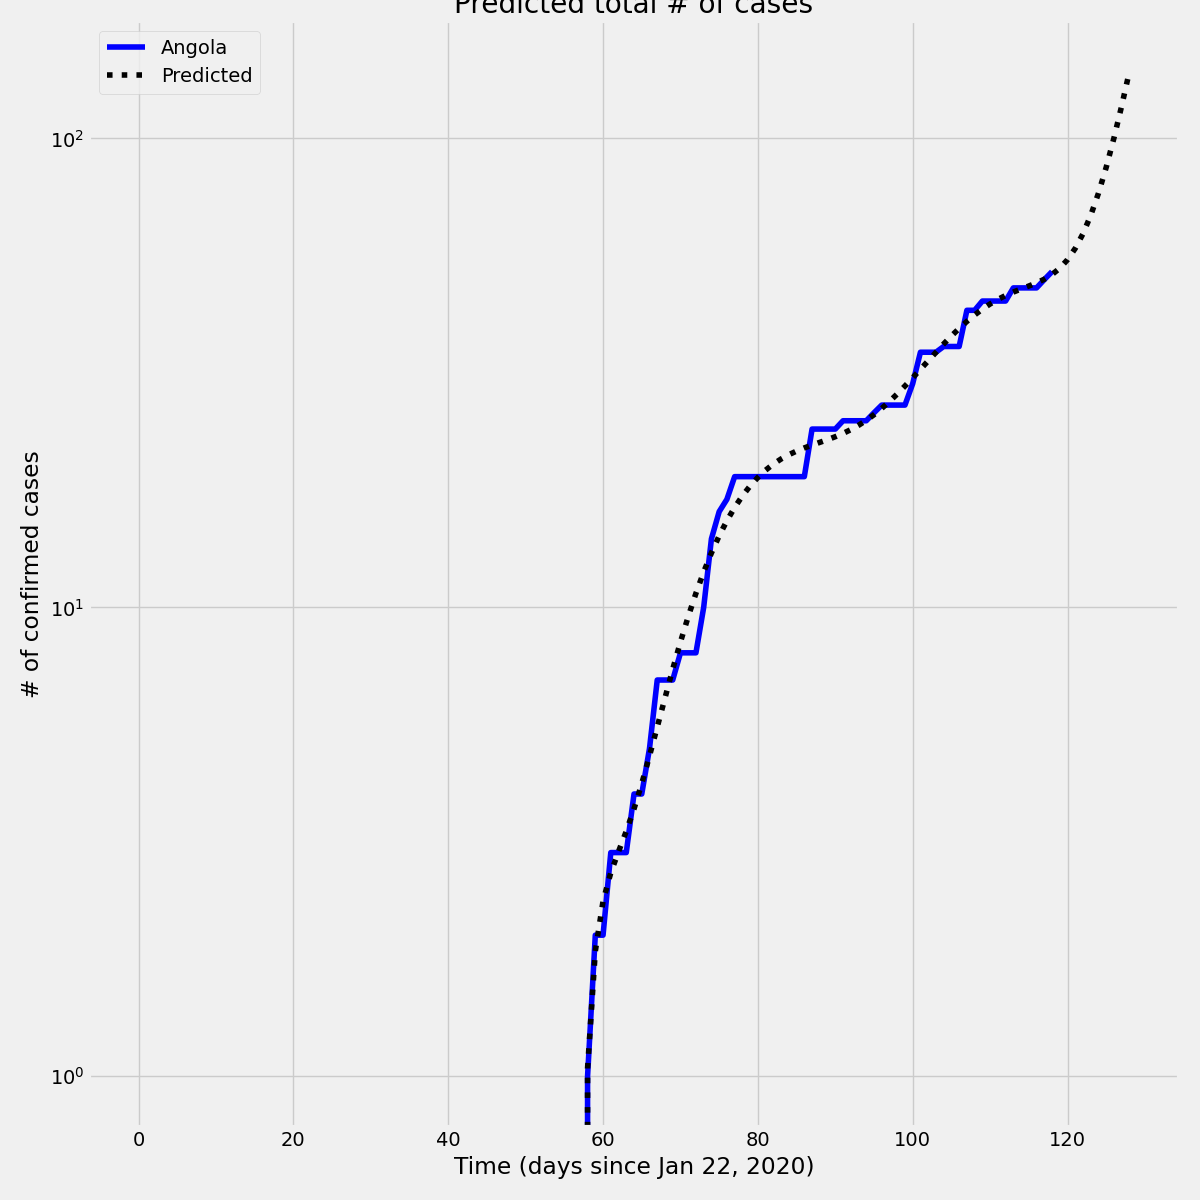 Predicted total # of cases
Angola
Predicted
10²
10¹
10⁰
# of confirmed cases
0 20 40 60 80 100 120
Time (days since Jan 22, 2020)